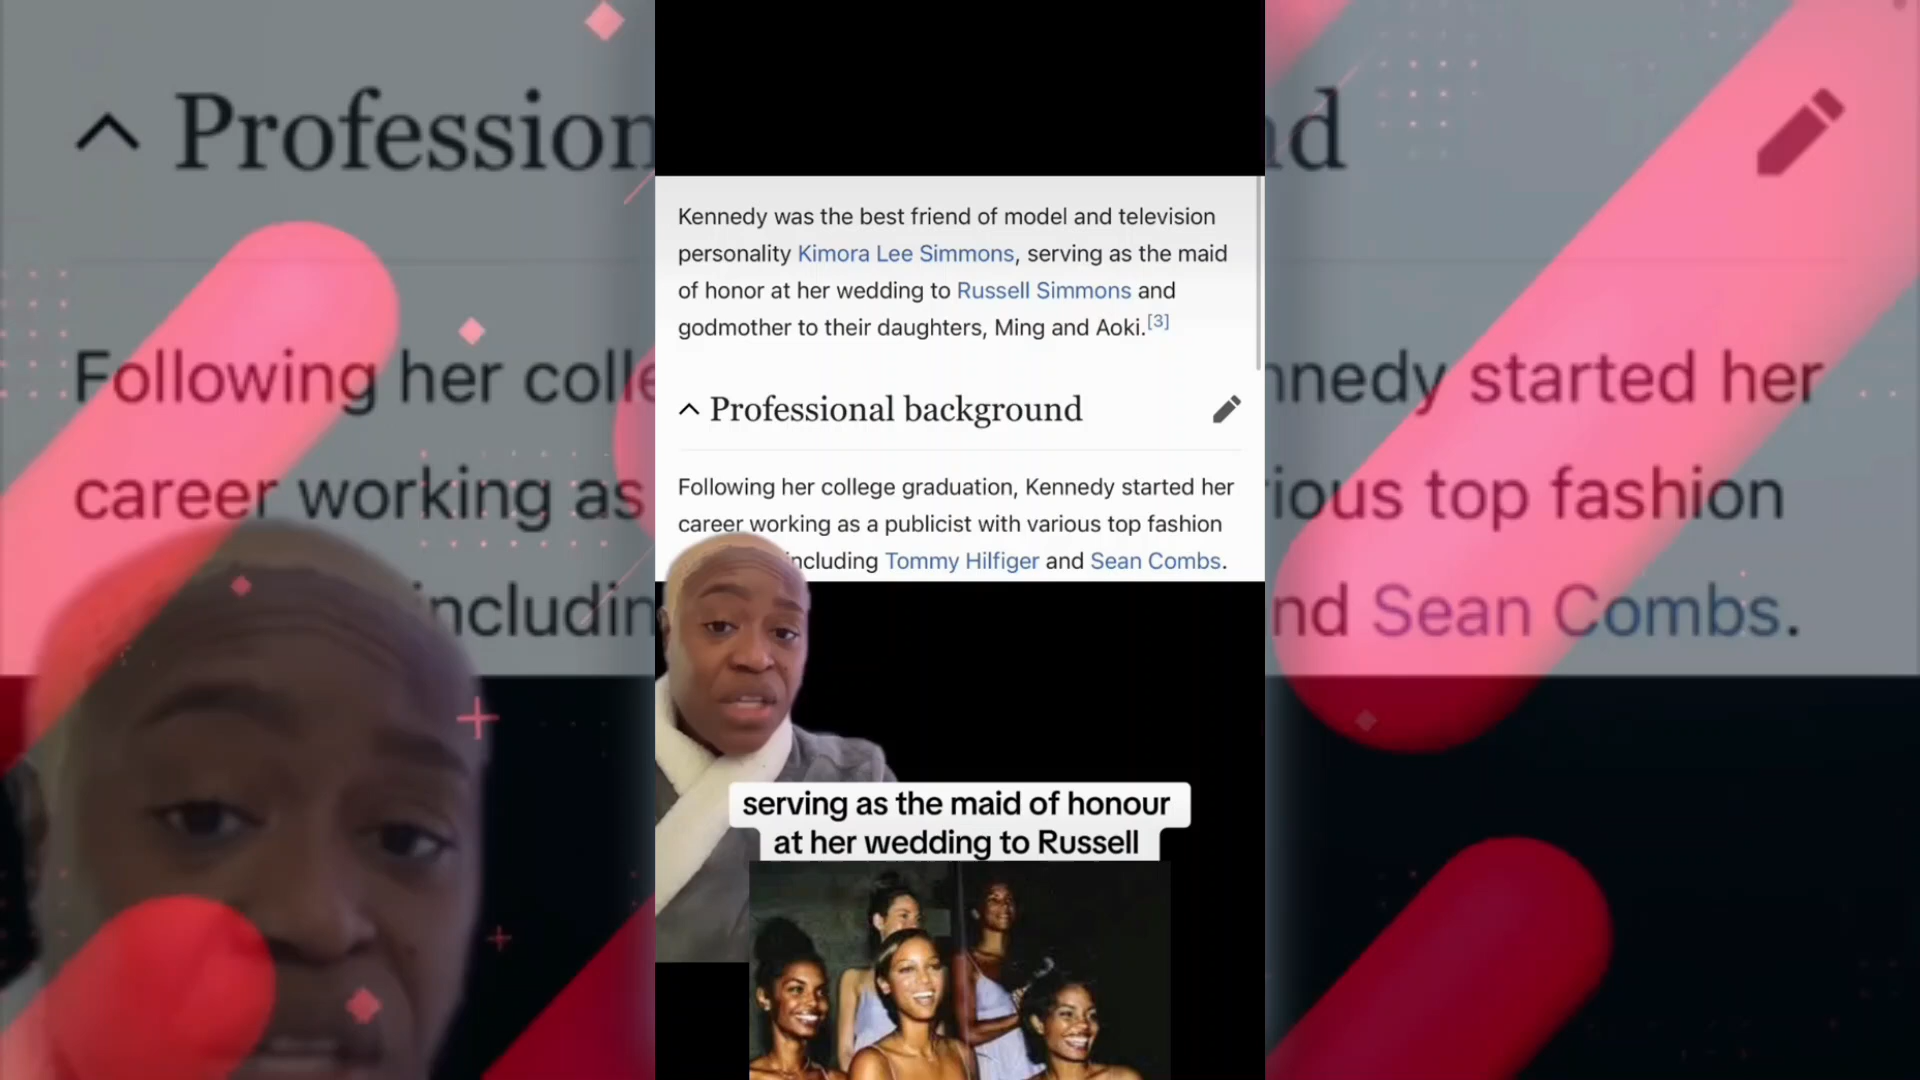 Kennedy was the best friend of model and television
personality Kimora Lee Simmons, serving as the maid
of honor at her wedding to Russell Simmons and
godmother to their daughters, Ming and Aoki.[3]
Professional background
Following her college graduation, Kennedy started her
career working as a publicist with various top fashion
including Tommy Hilfiger and Sean Combs.
serving as the maid of honour
at her wedding to Russell
Profession
nd
Following her colle
nnedy started her
career working as
rious top fashion
includin
nd Sean Combs.